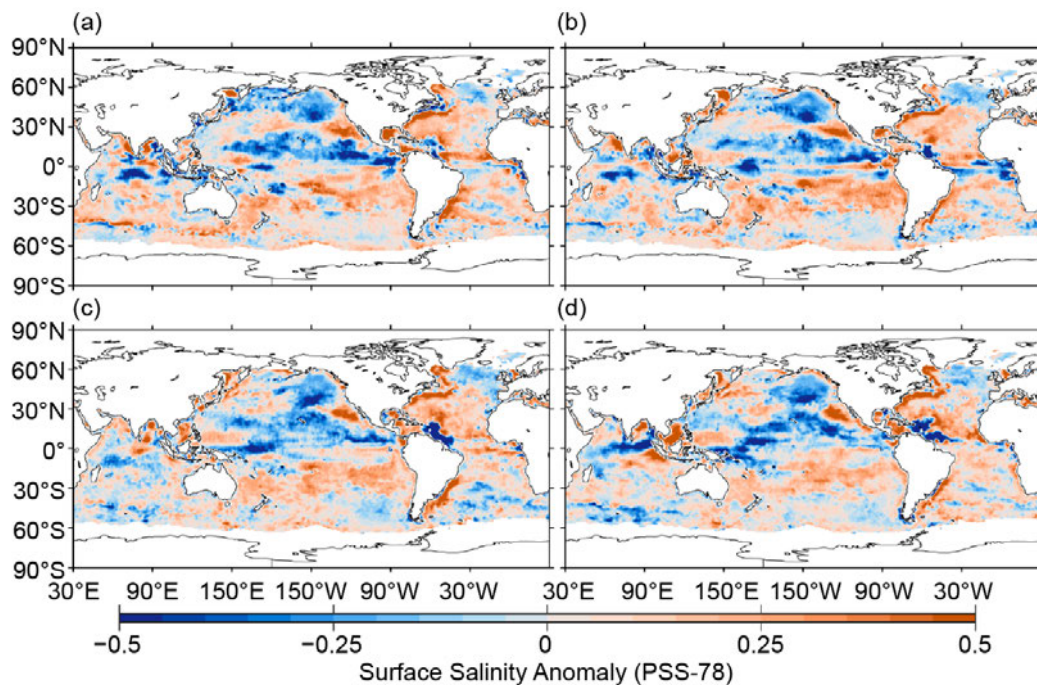 (a) (b)
90°N
60°N
30°N
0°
30°S
60°S
90°S
(c) (d)
90°N
60°N
30°N
0°
30°S
60°S
90°S
30°E 90°E 150°E 150°W 90°W 30°W 30°E 90°E 150°E 150°W 90°W 30°W
−0.5 −0.25 0 0.25 0.5
Surface Salinity Anomaly (PSS-78)